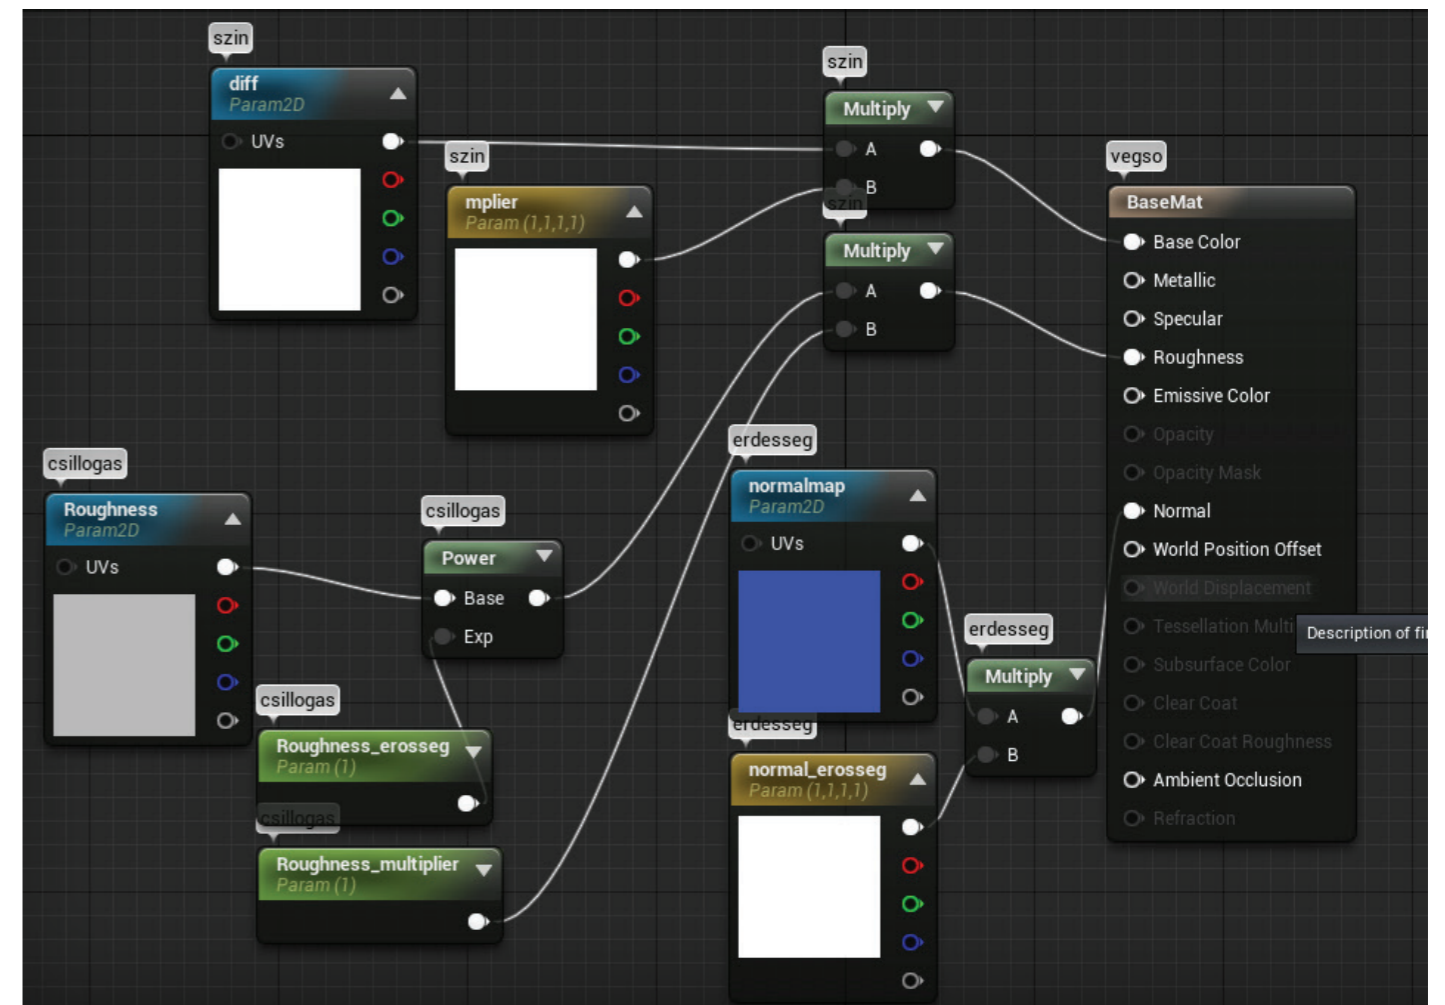 szin
diff
Param2D
UVs
szin
mplier
Param (1,1,1,1)
szin
Multiply
A
B
szin
Multiply
A
B
vegso
BaseMat
Base Color
Metallic
Specular
Roughness
Emissive Color
Opacity
Opacity Mask
Normal
World Position Offset
World Displacement
Tessellation Multi
Subsurface Color
Clear Coat
Clear Coat Roughness
Ambient Occlusion
Refraction
Description of fi
csillogas
Roughness
Param2D
UVs
csillogas
Power
Base
Exp
csillogas
Roughness_erosseg
Param (1)
csillogas
Roughness_multiplier
Param (1)
erdesseg
normalmap
Param2D
UVs
erdesseg
normal_erosseg
Param (1,1,1,1)
erdesseg
Multiply
A
B